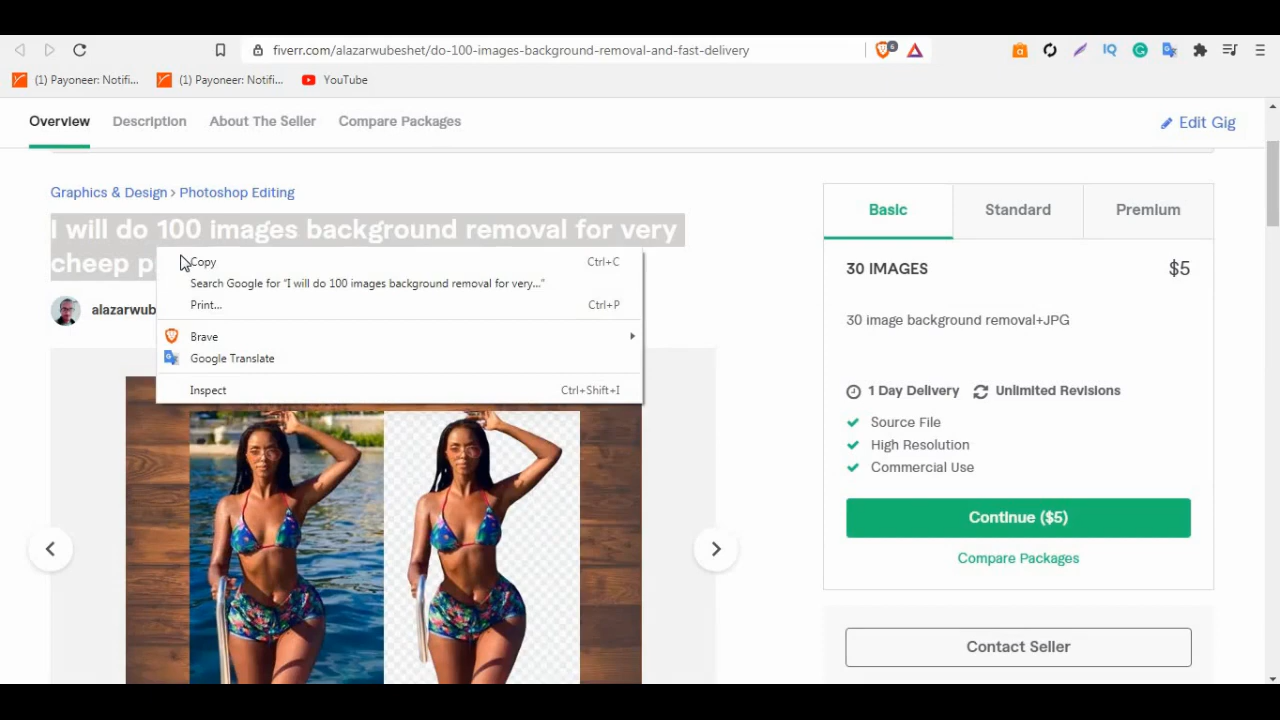 fiverr.com/alazarwubeshet/do-100-images-background-removal-and-fast-delivery
6
IQ
(1) Payoneer: Notifi...
(1) Payoneer: Notifi...
YouTube
Overview
Description
About The Seller
Compare Packages
Edit Gig
Graphics & Design › Photoshop Editing
I will do 100 images background removal for very
cheep p
Copy Ctrl+C
Search Google for “I will do 100 images background removal for very...”
Print... Ctrl+P
alazarwub
Brave
Google Translate
Inspect Ctrl+Shift+I
Basic
Standard
Premium
30 IMAGES $5
30 image background removal+JPG
1 Day Delivery Unlimited Revisions
Source File
High Resolution
Commercial Use
Continue ($5)
Compare Packages
Contact Seller